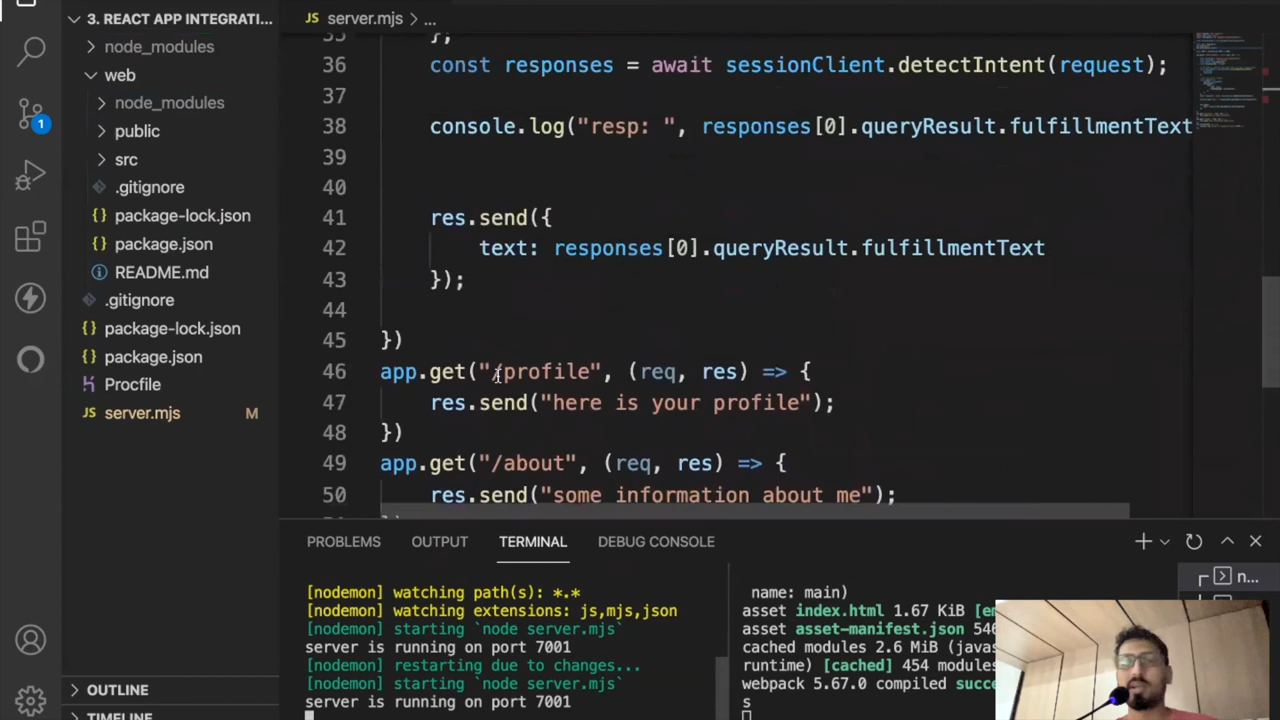 3. REACT APP INTEGRATI...
node_modules
web
node_modules
public
src
.gitignore
package-lock.json
package.json
README.md
.gitignore
package-lock.json
package.json
Procfile
server.mjs M
OUTLINE
TIMELINE
1
JS server.mjs > ...
35 };
36 const responses = await sessionClient.detectIntent(request);
37
38 console.log("resp: ", responses[0].queryResult.fulfillmentText
39
40
41 res.send({
42 text: responses[0].queryResult.fulfillmentText
43 });
44
45 })
46 app.get("/profile", (req, res) => {
47 res.send("here is your profile");
48 })
49 app.get("/about", (req, res) => {
50 res.send("some information about me");
})
PROBLEMS OUTPUT TERMINAL DEBUG CONSOLE
[nodemon] watching path(s): *.*
[nodemon] watching extensions: js,mjs,json
[nodemon] starting `node server.mjs`
server is running on port 7001
[nodemon] restarting due to changes...
[nodemon] starting `node server.mjs`
server is running on port 7001
name: main)
asset index.html 1.67 KiB [em
asset asset-manifest.json 546
cached modules 2.6 MiB (javas
runtime) [cached] 454 modules
webpack 5.67.0 compiled succe
s
n...